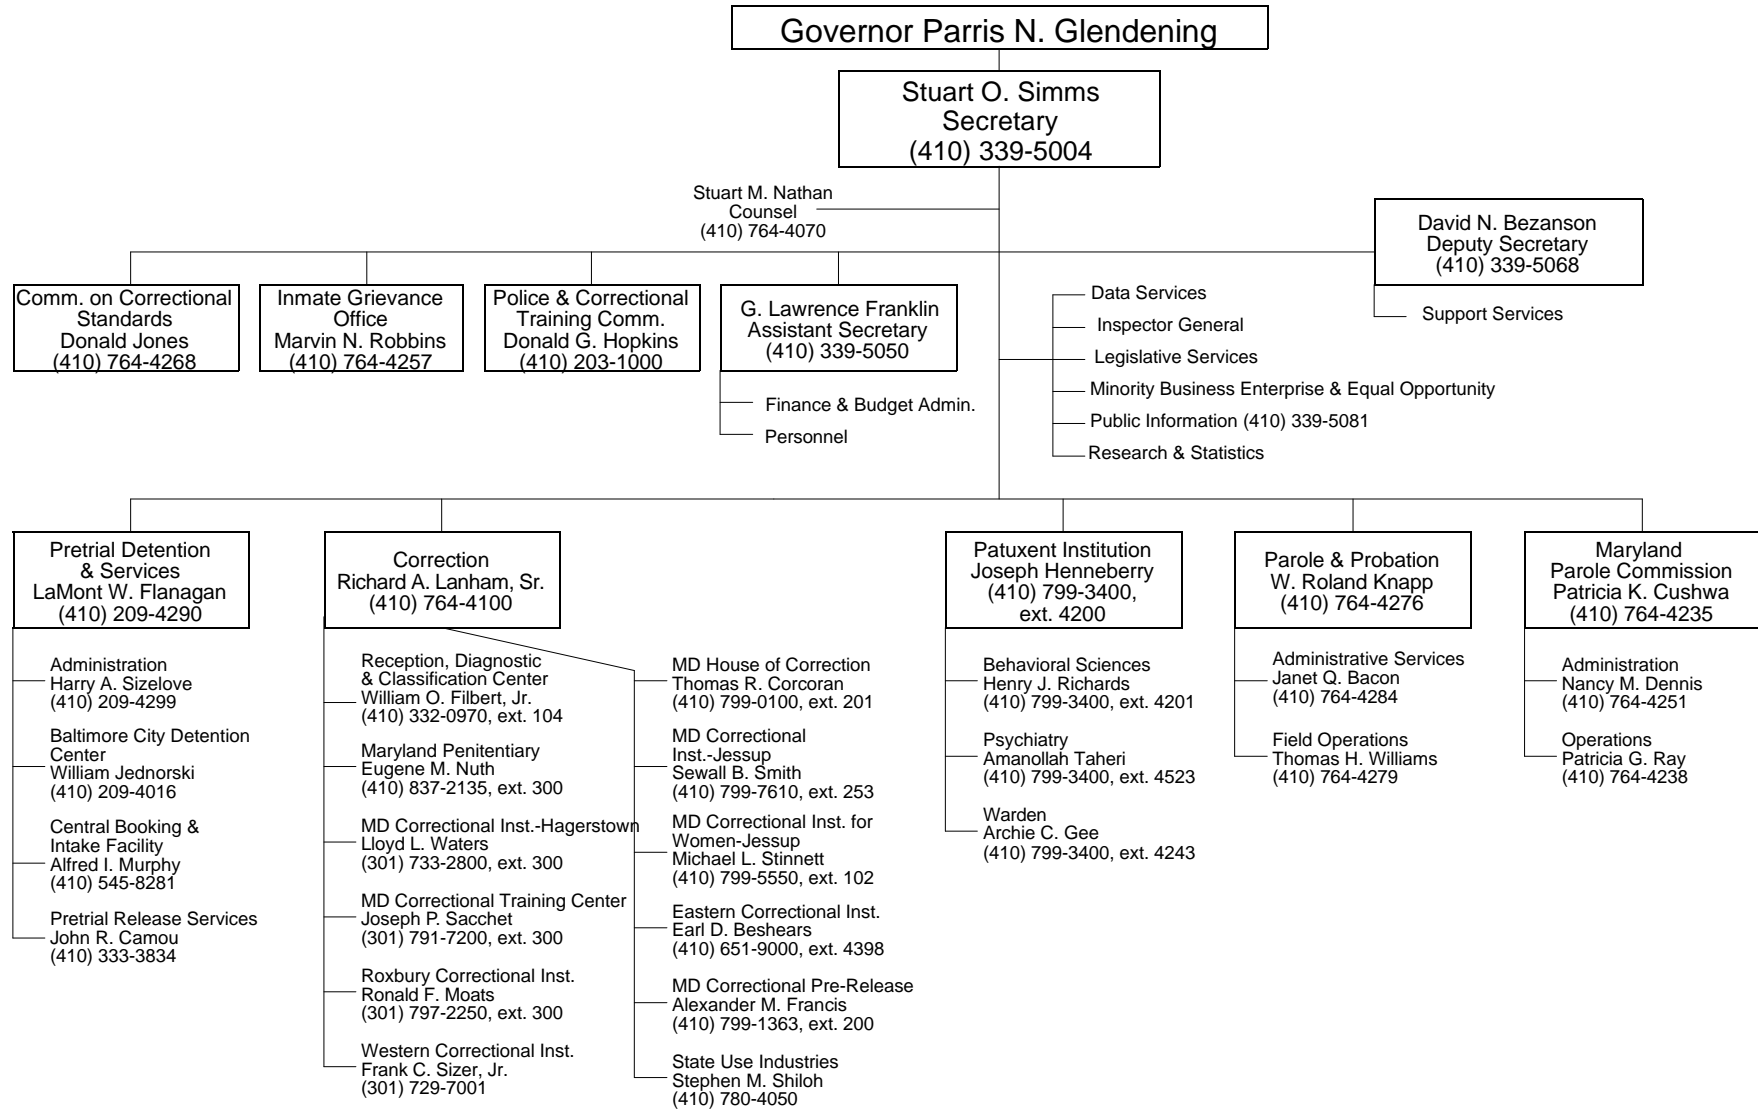 Governor Parris N. Glendening
Stuart O. Simms
Secretary
(410) 339-5004
Stuart M. Nathan
Counsel
(410) 764-4070
David N. Bezanson
Deputy Secretary
(410) 339-5068
Support Services
Comm. on Correctional
Standards
Donald Jones
(410) 764-4268
Inmate Grievance
Office
Marvin N. Robbins
(410) 764-4257
Police & Correctional
Training Comm.
Donald G. Hopkins
(410) 203-1000
G. Lawrence Franklin
Assistant Secretary
(410) 339-5050
Finance & Budget Admin.
Personnel
Data Services
Inspector General
Legislative Services
Minority Business Enterprise & Equal Opportunity
Public Information (410) 339-5081
Research & Statistics
Pretrial Detention
& Services
LaMont W. Flanagan
(410) 209-4290
Administration
Harry A. Sizelove
(410) 209-4299
Baltimore City Detention
Center
William Jednorski
(410) 209-4016
Central Booking &
Intake Facility
Alfred I. Murphy
(410) 545-8281
Pretrial Release Services
John R. Camou
(410) 333-3834
Correction
Richard A. Lanham, Sr.
(410) 764-4100
Reception, Diagnostic
& Classification Center
William O. Filbert, Jr.
(410) 332-0970, ext. 104
Maryland Penitentiary
Eugene M. Nuth
(410) 837-2135, ext. 300
MD Correctional Inst.-Hagerstown
Lloyd L. Waters
(301) 733-2800, ext. 300
MD Correctional Training Center
Joseph P. Sacchet
(301) 791-7200, ext. 300
Roxbury Correctional Inst.
Ronald F. Moats
(301) 797-2250, ext. 300
Western Correctional Inst.
Frank C. Sizer, Jr.
(301) 729-7001
MD House of Correction
Thomas R. Corcoran
(410) 799-0100, ext. 201
MD Correctional
Inst.-Jessup
Sewall B. Smith
(410) 799-7610, ext. 253
MD Correctional Inst. for
Women-Jessup
Michael L. Stinnett
(410) 799-5550, ext. 102
Eastern Correctional Inst.
Earl D. Beshears
(410) 651-9000, ext. 4398
MD Correctional Pre-Release
Alexander M. Francis
(410) 799-1363, ext. 200
State Use Industries
Stephen M. Shiloh
(410) 780-4050
Patuxent Institution
Joseph Henneberry
(410) 799-3400,
ext. 4200
Behavioral Sciences
Henry J. Richards
(410) 799-3400, ext. 4201
Psychiatry
Amanollah Taheri
(410) 799-3400, ext. 4523
Warden
Archie C. Gee
(410) 799-3400, ext. 4243
Parole & Probation
W. Roland Knapp
(410) 764-4276
Administrative Services
Janet Q. Bacon
(410) 764-4284
Field Operations
Thomas H. Williams
(410) 764-4279
Maryland
Parole Commission
Patricia K. Cushwa
(410) 764-4235
Administration
Nancy M. Dennis
(410) 764-4251
Operations
Patricia G. Ray
(410) 764-4238